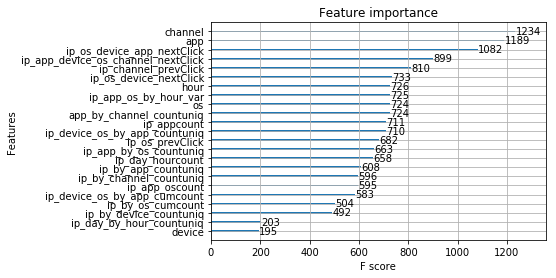 Feature importance
channel 1234
app 1189
ip_os_device_app_nextClick 1082
ip_app_device_os_channel_nextClick 899
ip_channel_prevClick 810
ip_os_device_nextClick 733
hour 726
ip_app_os_by_hour_var 725
os 724
app_by_channel_countuniq 724
ip_appcount 711
ip_device_os_by_app_countuniq 710
ip_os_prevClick 682
ip_app_by_os_countuniq 663
ip_day_hourcount 658
ip_by_app_countuniq 608
ip_by_channel_countuniq 596
ip_app_oscount 595
ip_device_os_by_app_cumcount 583
ip_by_os_cumcount 504
ip_by_device_countuniq 492
ip_day_by_hour_countuniq 203
device 195
Features
0 200 400 600 800 1000 1200
F score